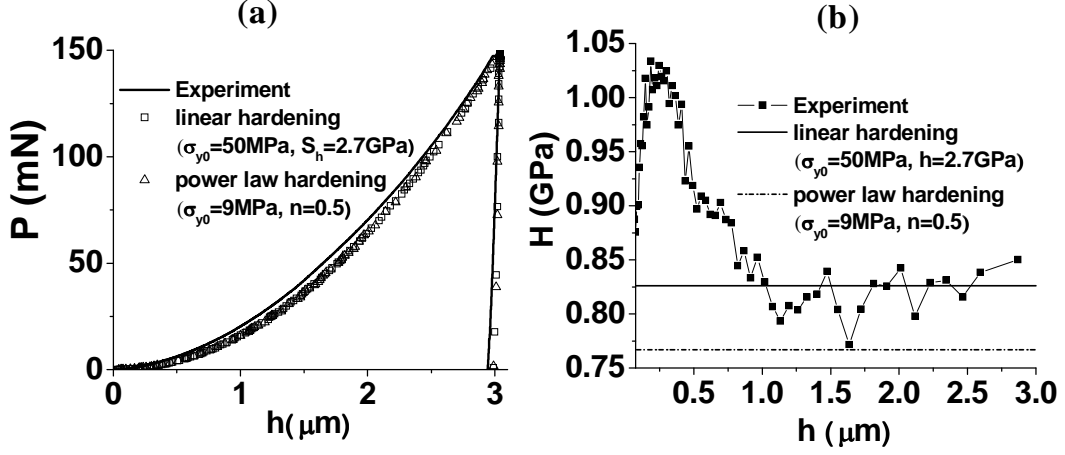 (a)
P (mN)
150
100
50
0
Experiment
linear hardening
(σy0=50MPa, Sh=2.7GPa)
power law hardening
(σy0=9MPa, n=0.5)
0 1 2 3
h(μm)
(b)
H (GPa)
1.05
1.00
0.95
0.90
0.85
0.80
0.75
Experiment
linear hardening
(σy0=50MPa, h=2.7GPa)
power law hardening
(σy0=9MPa, n=0.5)
0.5 1.0 1.5 2.0 2.5 3.0
h (μm)